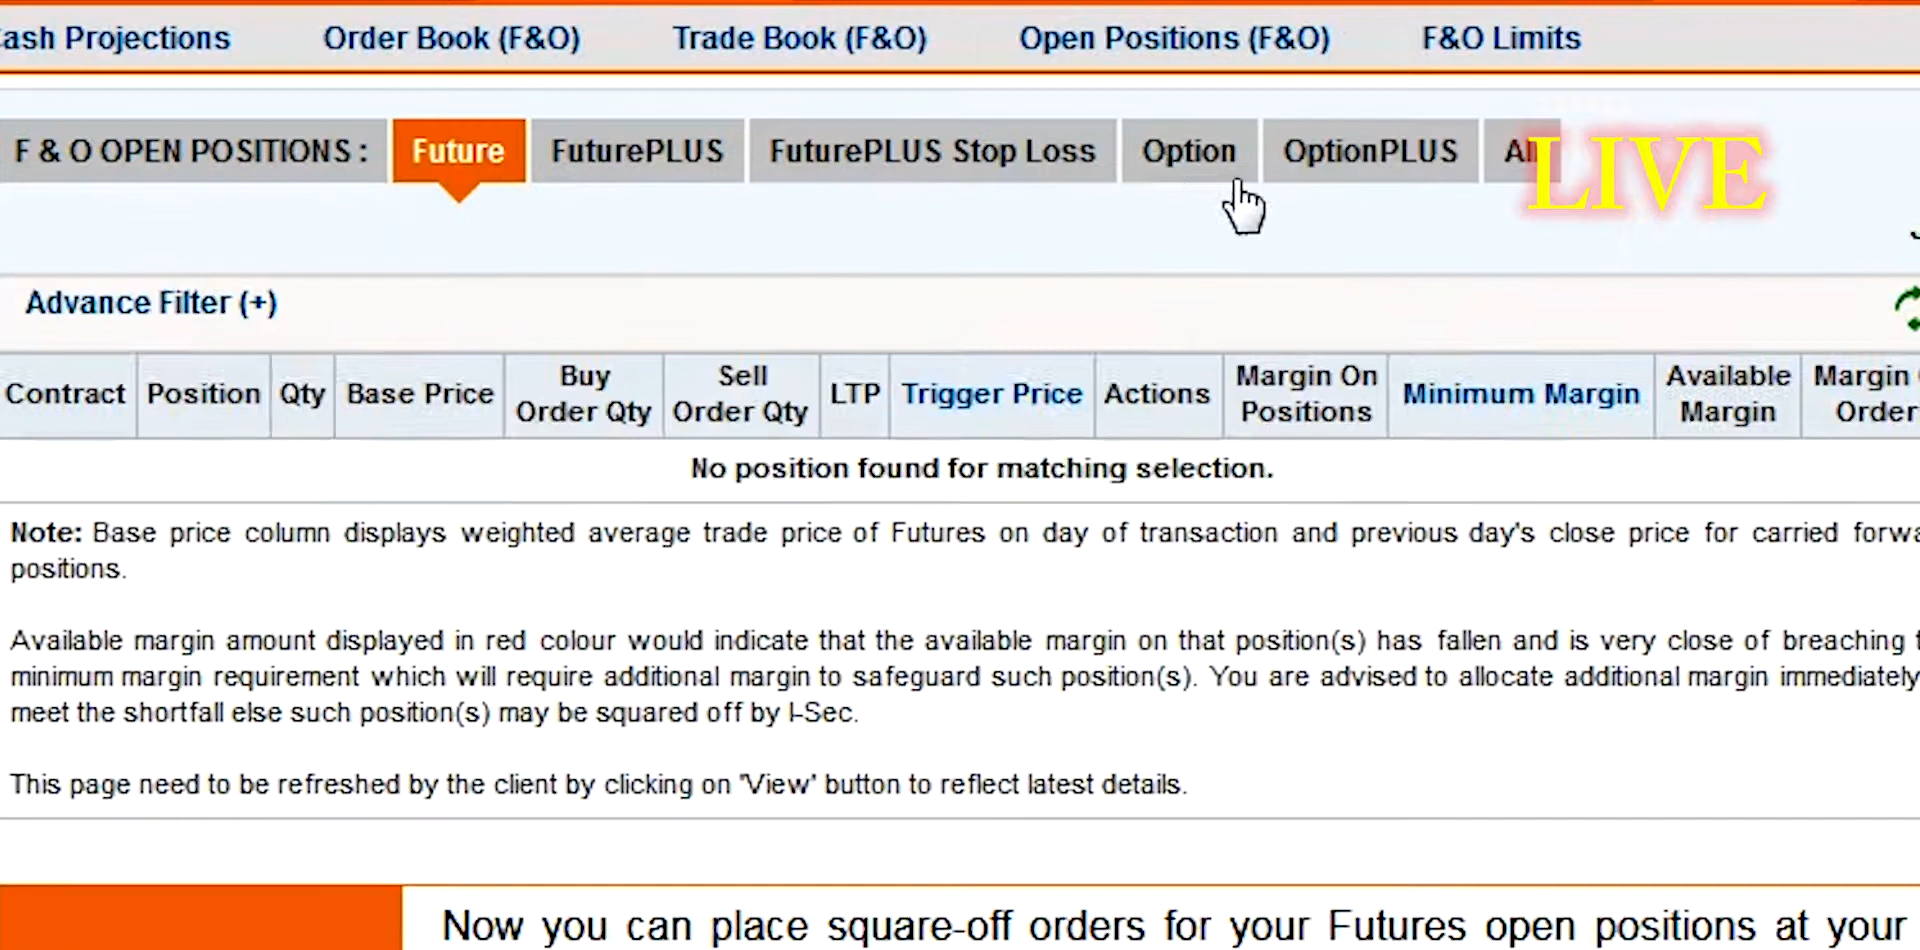 ash Projections Order Book (F&O) Trade Book (F&O) Open Positions (F&O) F&O Limits
F & O OPEN POSITIONS : Future FuturePLUS FuturePLUS Stop Loss Option OptionPLUS All LIVE
Advance Filter (+)
Contract Position Qty Base Price Buy Order Qty Sell Order Qty LTP Trigger Price Actions Margin On Positions Minimum Margin Available Margin Margin Order
No position found for matching selection.
Note: Base price column displays weighted average trade price of Futures on day of transaction and previous day's close price for carried forwa
positions.
Available margin amount displayed in red colour would indicate that the available margin on that position(s) has fallen and is very close of breaching
minimum margin requirement which will require additional margin to safeguard such position(s). You are advised to allocate additional margin immediately
meet the shortfall else such position(s) may be squared off by I-Sec.
This page need to be refreshed by the client by clicking on 'View' button to reflect latest details.
Now you can place square-off orders for your Futures open positions at your